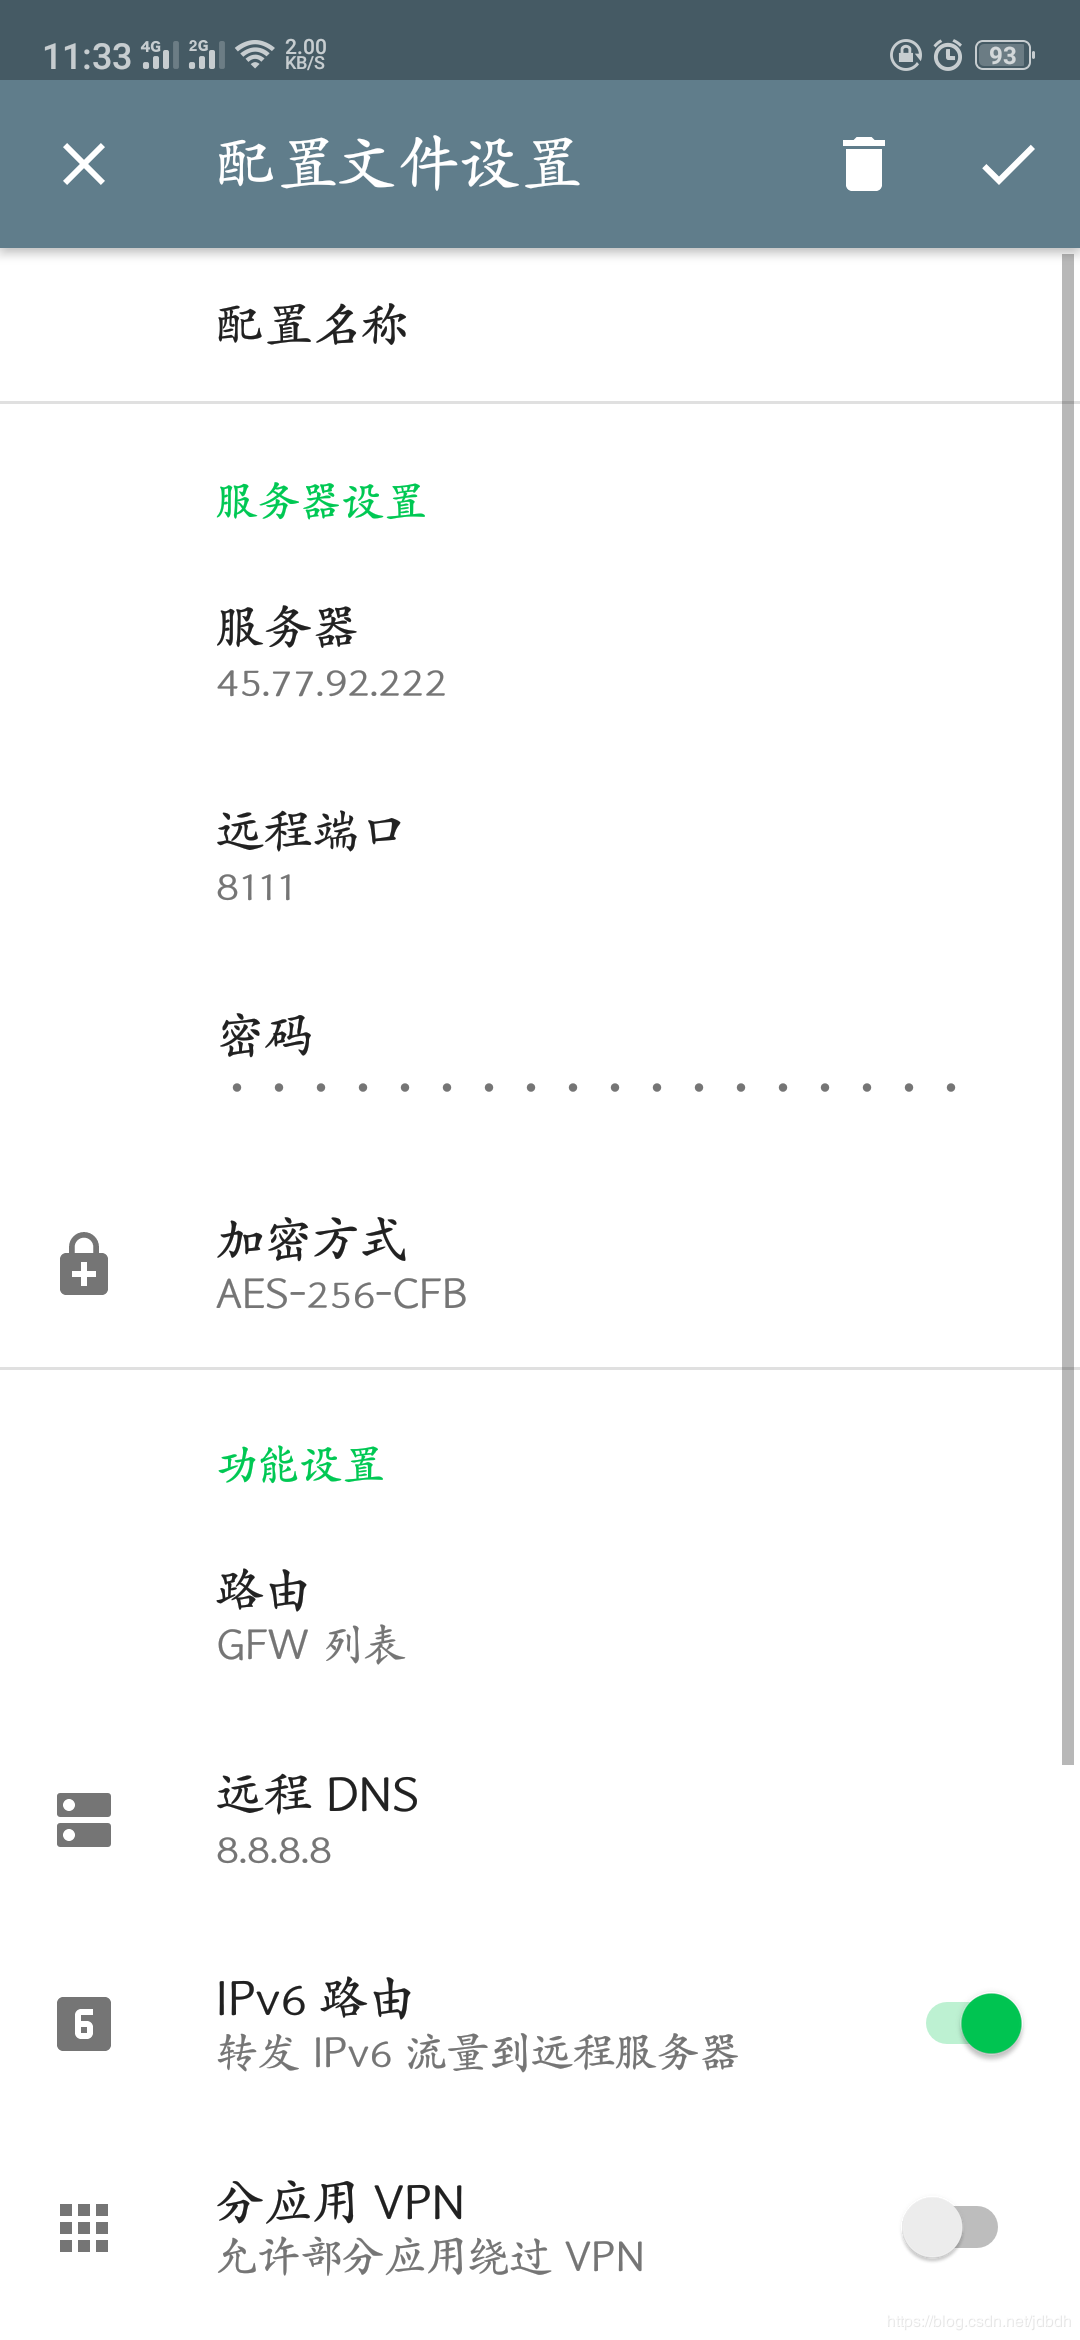 11:33 4G 2G 2.00 KB/S 93
配置文件设置
配置名称
服务器设置
服务器
45.77.92.222
远程端口
8111
密码
••••••••••••••••••
加密方式
AES-256-CFB
功能设置
路由
GFW 列表
远程 DNS
8.8.8.8
IPv6 路由
转发 IPv6 流量到远程服务器
分应用 VPN
允许部分应用绕过 VPN
https://blog.csdn.net/jdbdh